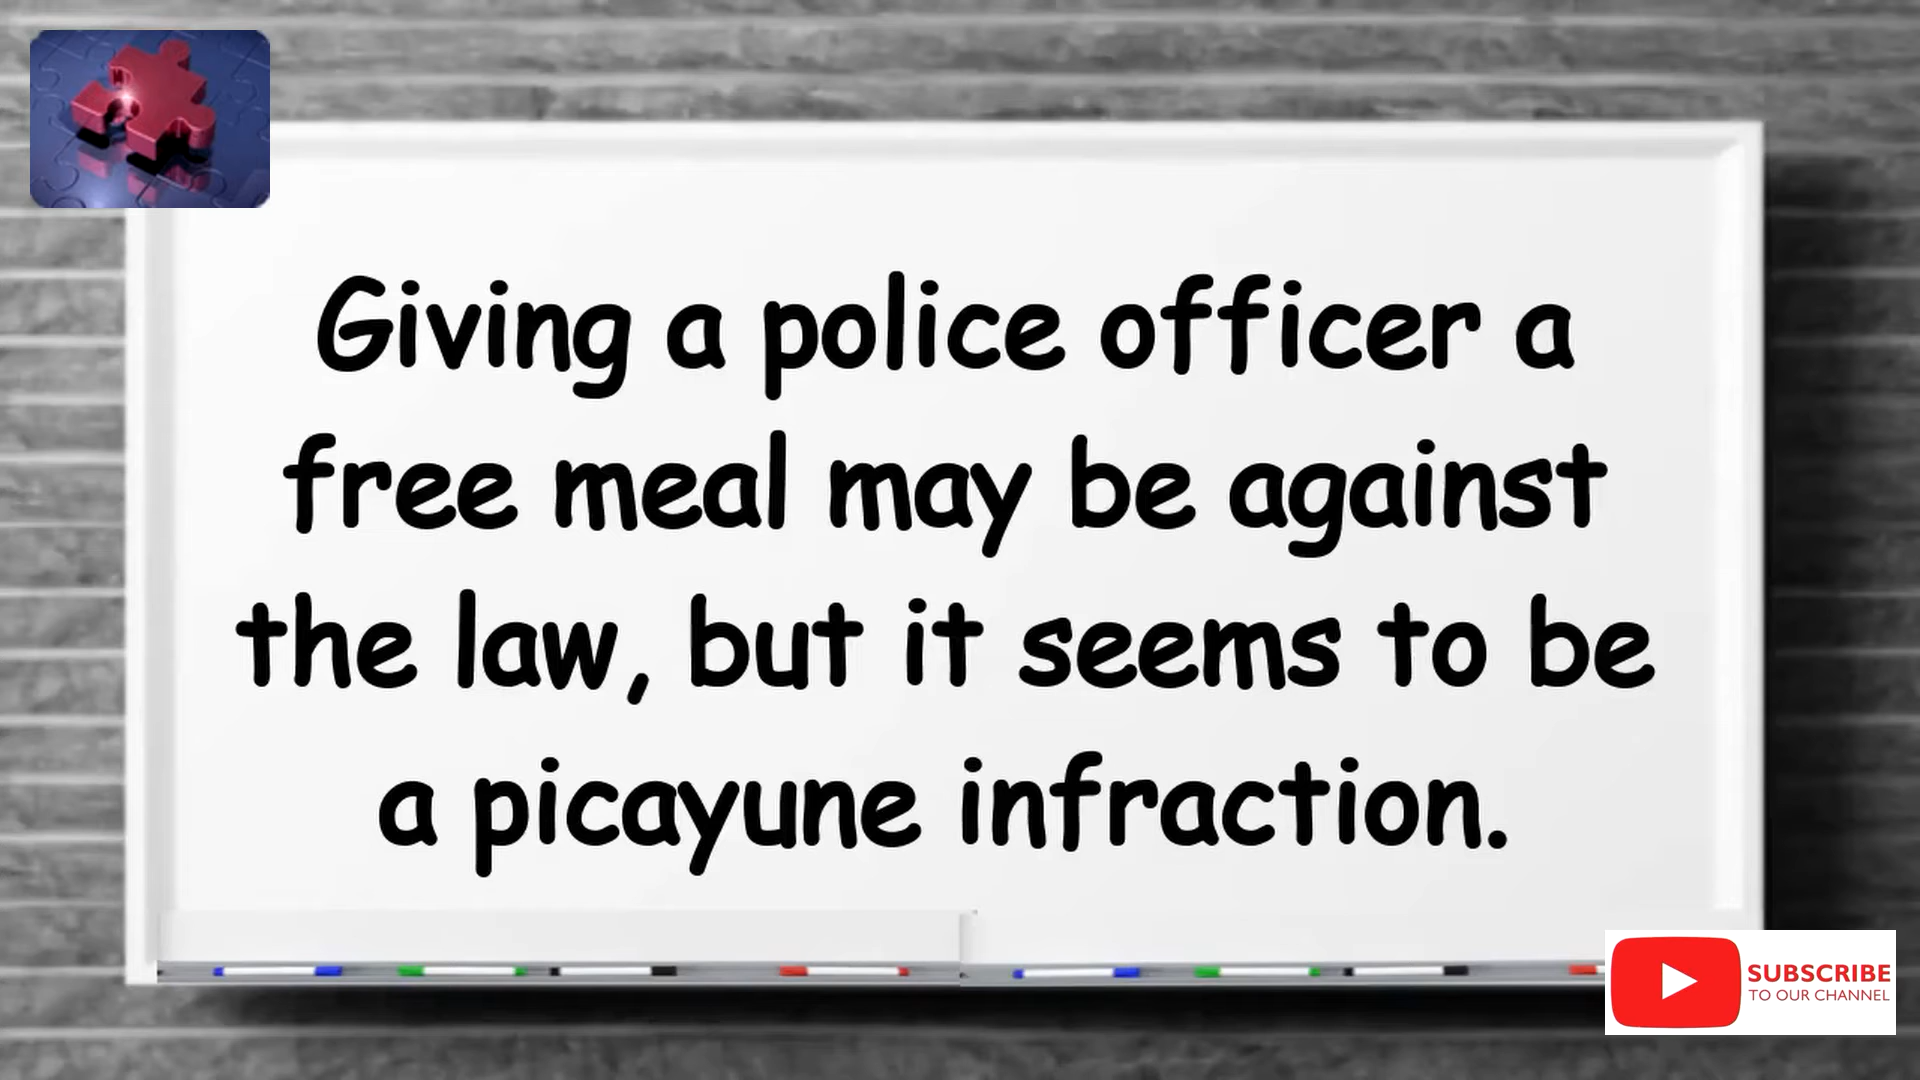 Giving a police officer a
free meal may be against
the law, but it seems to be
a picayune infraction.
SUBSCRIBE
TO OUR CHANNEL